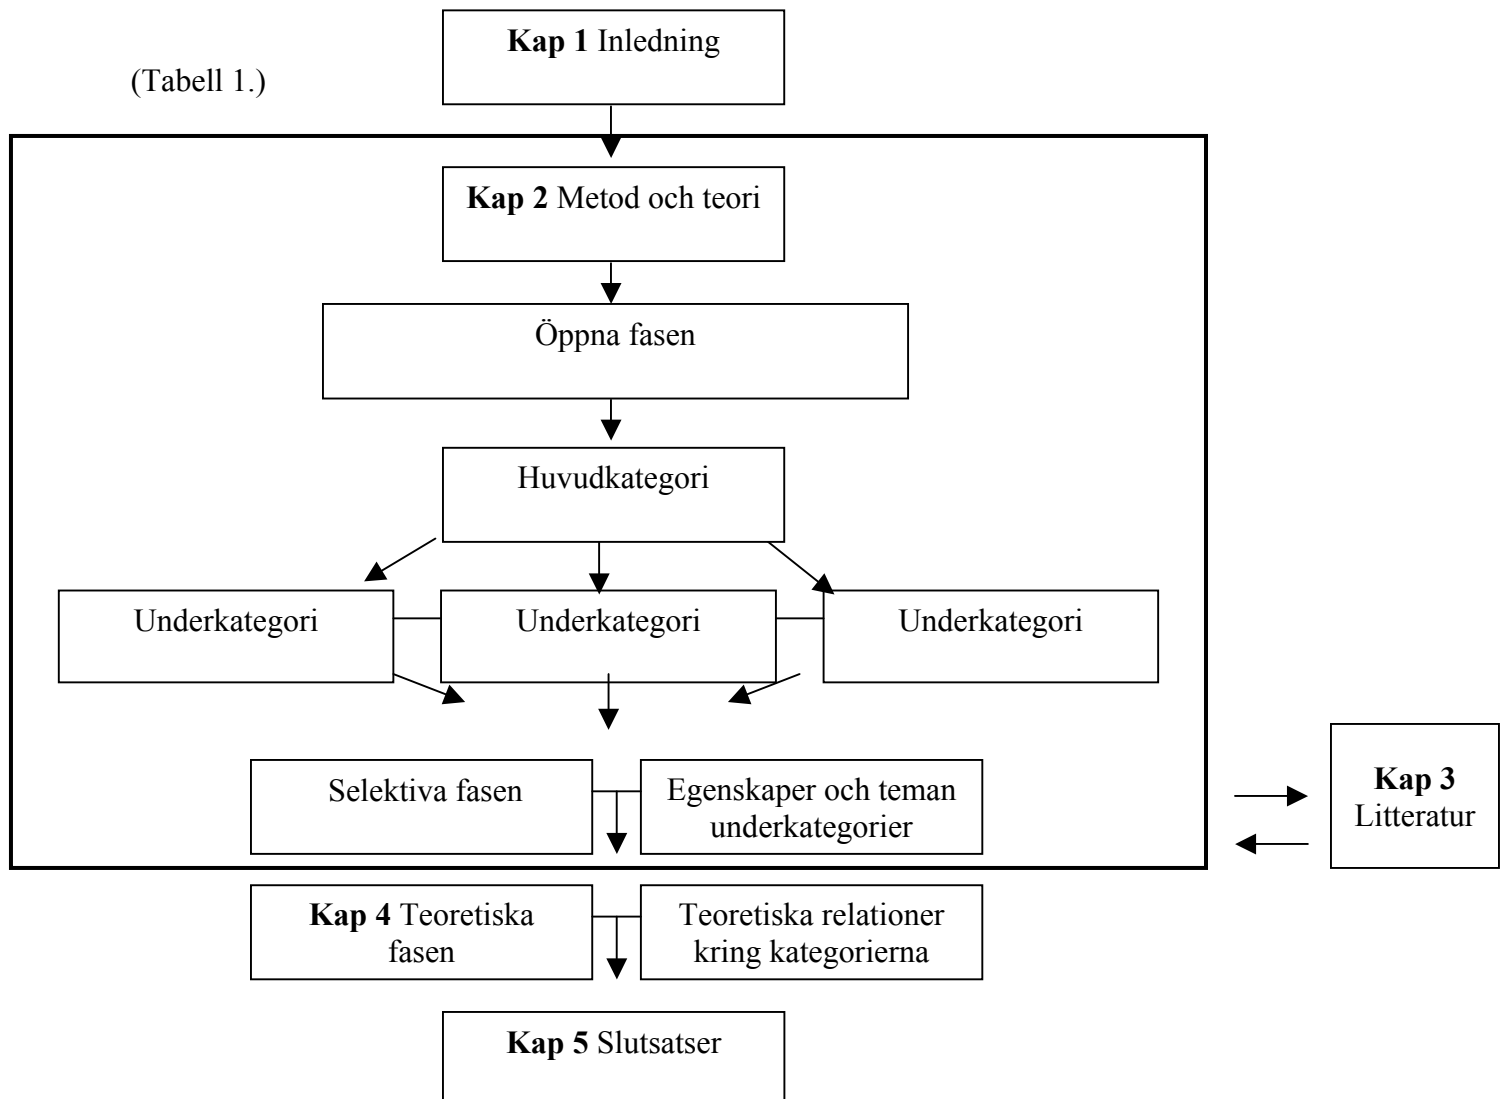 Kap 1 Inledning
(Tabell 1.)
Kap 2 Metod och teori
Öppna fasen
Huvudkategori
Underkategori
Underkategori
Underkategori
Selektiva fasen
Egenskaper och teman
underkategorier
Kap 3
Litteratur
Kap 4 Teoretiska
fasen
Teoretiska relationer
kring kategorierna
Kap 5 Slutsatser